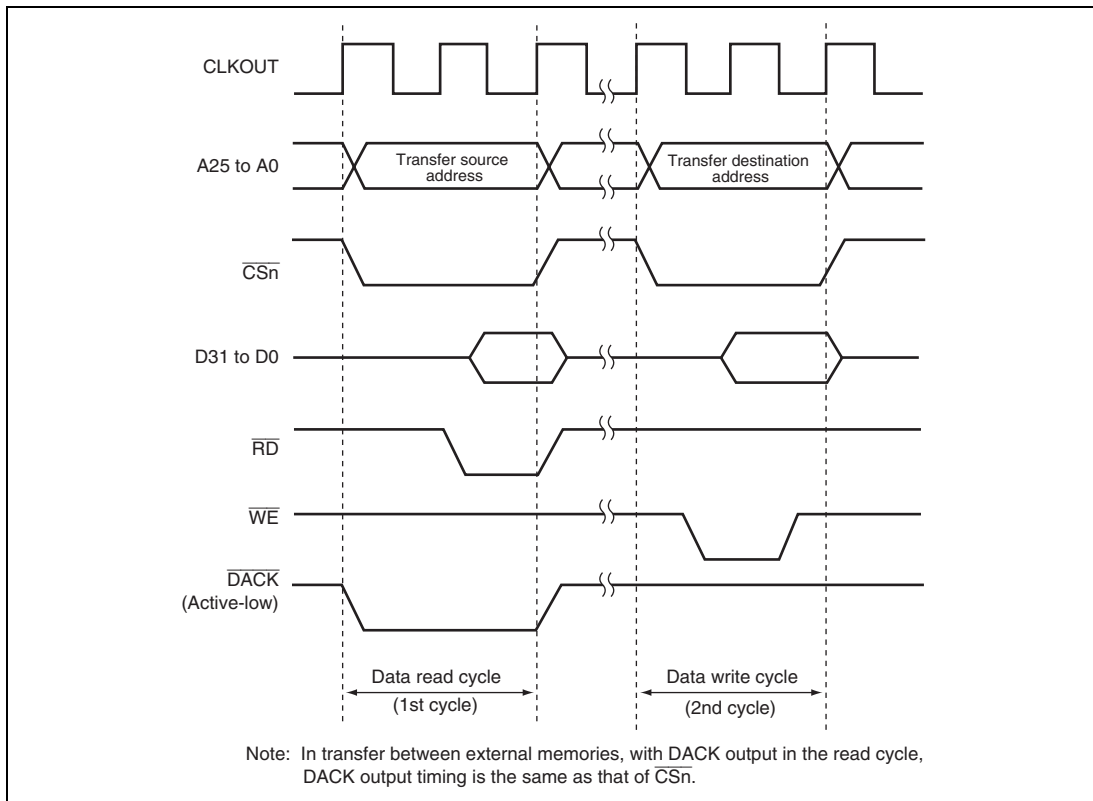 CLKOUT
A25 to A0
Transfer source
address
Transfer destination
address
CSn
D31 to D0
RD
WE
DACK
(Active-low)
Data read cycle
(1st cycle)
Data write cycle
(2nd cycle)
Note: In transfer between external memories, with DACK output in the read cycle,
DACK output timing is the same as that of CSn.